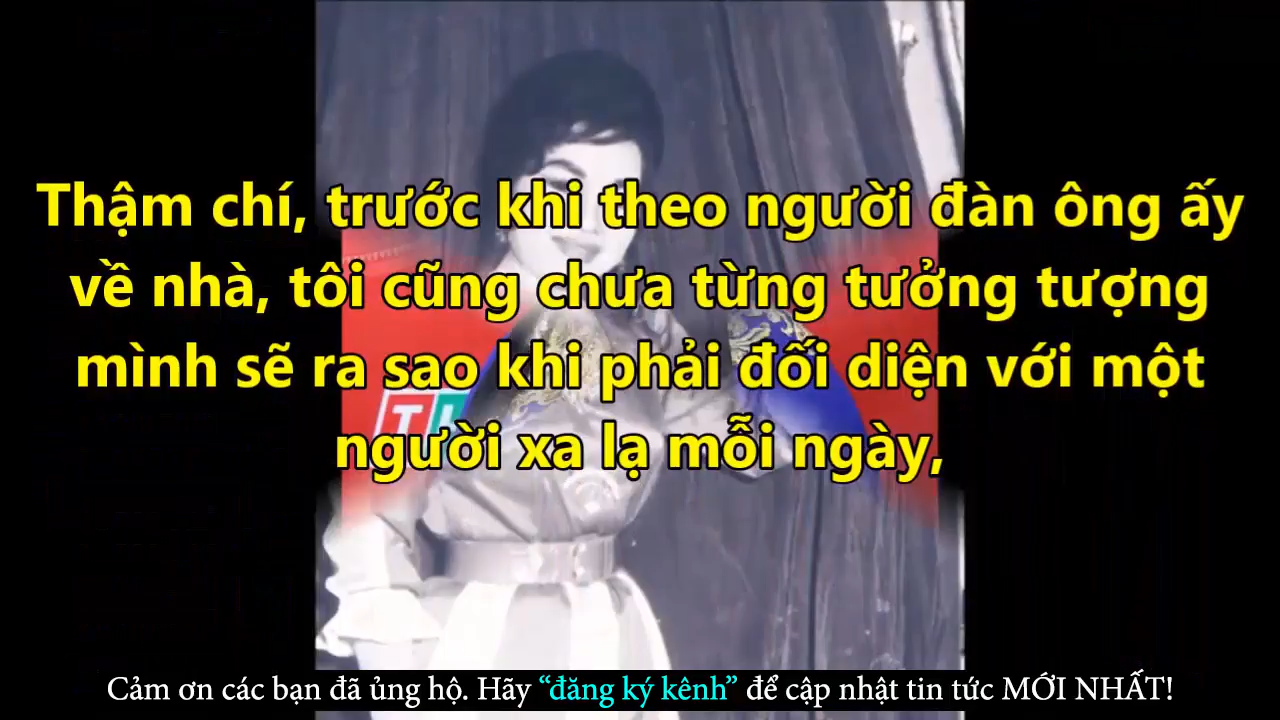 Thậm chí, trước khi theo người đàn ông ấy
về nhà, tôi cũng chưa từng tưởng tượng
mình sẽ ra sao khi phải đối diện với một
người xa lạ mỗi ngày,
Cảm ơn các bạn đã ủng hộ. Hãy “đăng ký kênh” để cập nhật tin tức MỚI NHẤT!